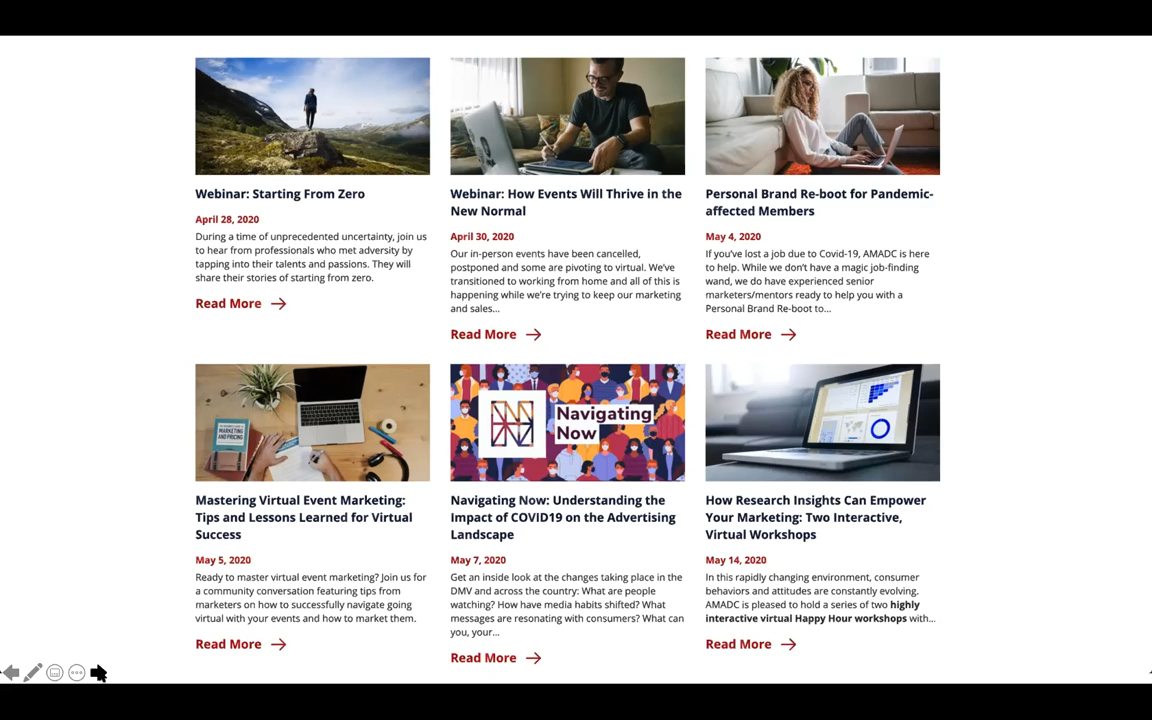 Webinar: Starting From Zero
April 28, 2020
During a time of unprecedented uncertainty, join us
to hear from professionals who met adversity by
tapping into their talents and passions. They will
share their stories of starting from zero.
Read More
Webinar: How Events Will Thrive in the
New Normal
April 30, 2020
Our in-person events have been cancelled,
postponed and some are pivoting to virtual. We've
transitioned to working from home and all of this is
happening while we're trying to keep our marketing
and sales...
Read More
Personal Brand Re-boot for Pandemic-
affected Members
May 4, 2020
If you've lost a job due to Covid-19, AMADC is here
to help. While we don't have a magic job-finding
wand, we do have experienced senior
marketers/mentors ready to help you with a
Personal Brand Re-boot to...
Read More
MARKETING
AND PRICING
Mastering Virtual Event Marketing:
Tips and Lessons Learned for Virtual
Success
May 5, 2020
Ready to master virtual event marketing? Join us for
a community conversation featuring tips from
marketers on how to successfully navigate going
virtual with your events and how to market them.
Read More
Navigating
Now
Navigating Now: Understanding the
Impact of COVID19 on the Advertising
Landscape
May 7, 2020
Get an inside look at the changes taking place in the
DMV and across the country: What are people
watching? How have media habits shifted? What
messages are resonating with consumers? What can
you, your...
Read More
How Research Insights Can Empower
Your Marketing: Two Interactive,
Virtual Workshops
May 14, 2020
In this rapidly changing environment, consumer
behaviors and attitudes are constantly evolving.
AMADC is pleased to hold a series of two highly
interactive virtual Happy Hour workshops with...
Read More